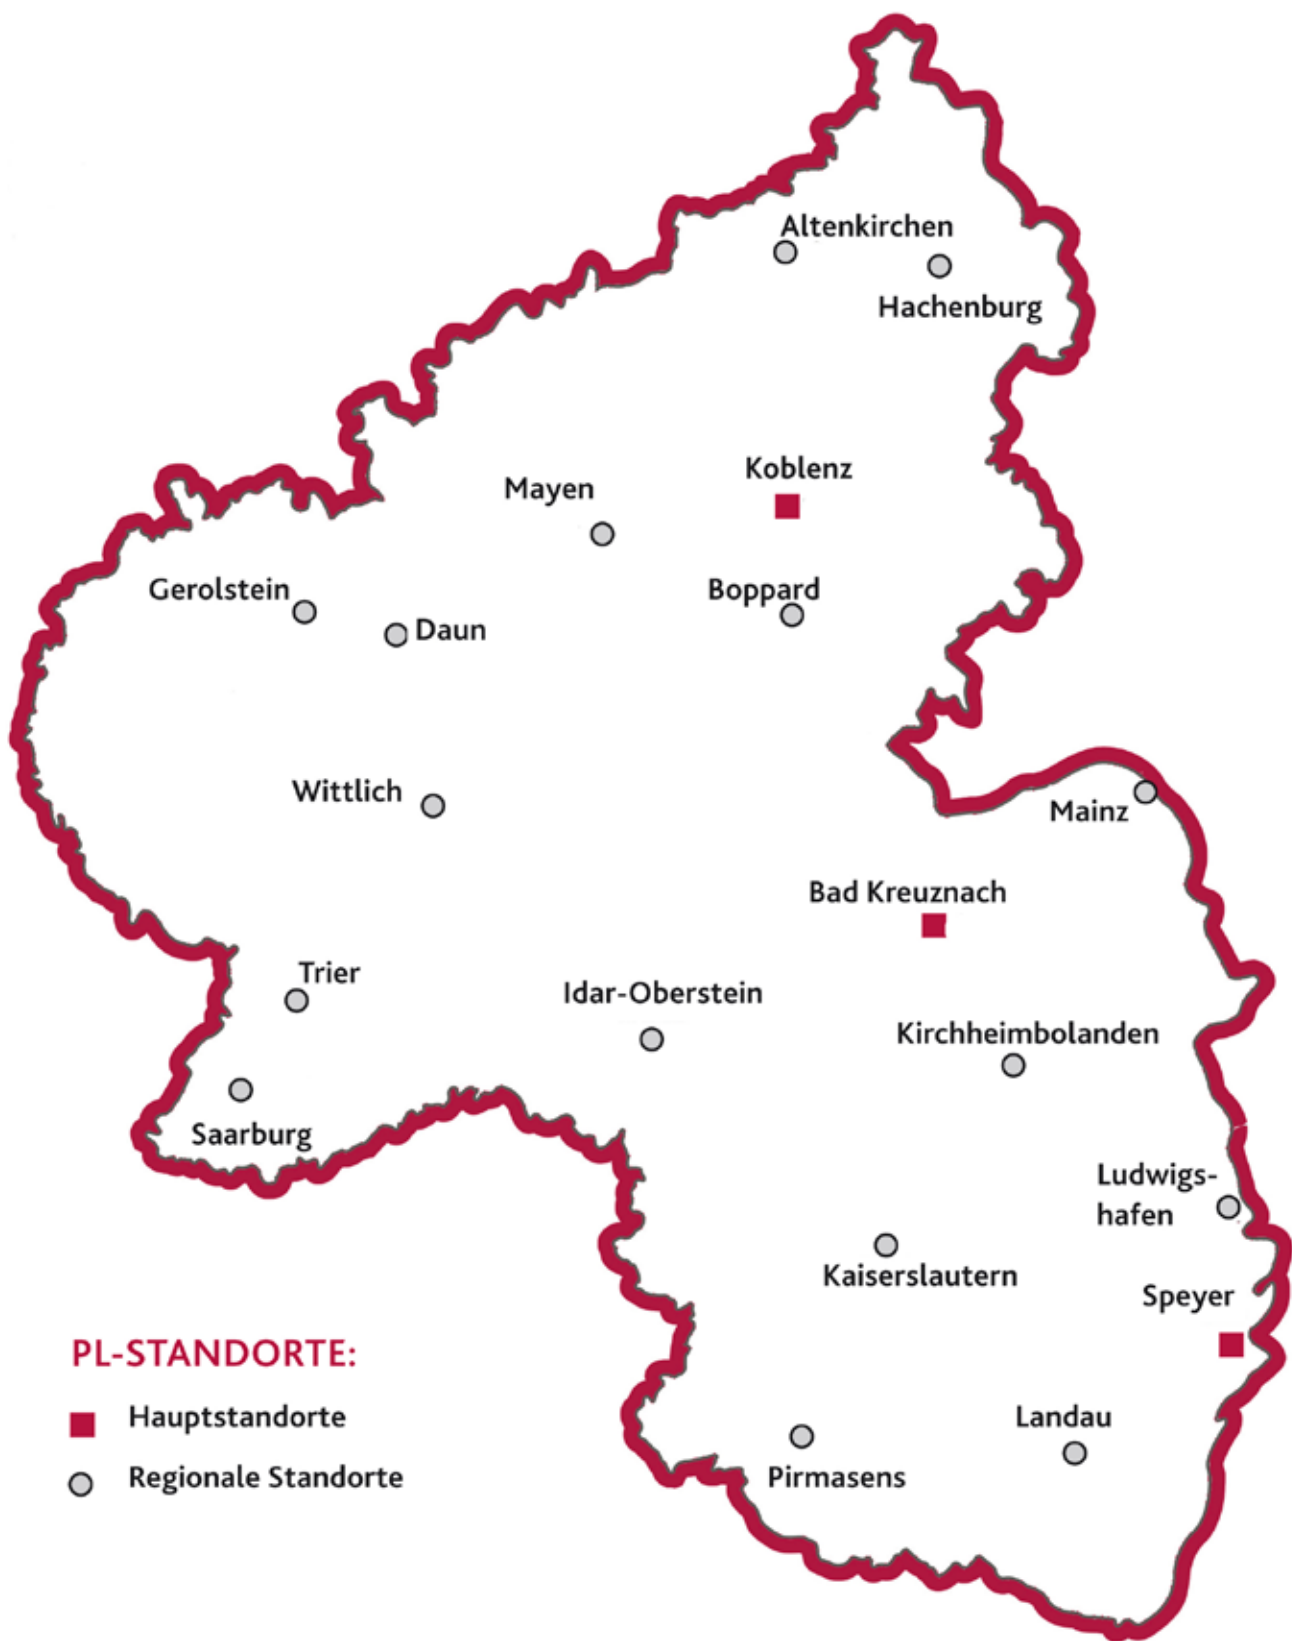 Altenkirchen
Hachenburg
Koblenz
Mayen
Gerolstein
Boppard
Daun
Wittlich
Mainz
Bad Kreuznach
Trier
Idar-Oberstein
Kirchheimbolanden
Saarburg
Ludwigs-
hafen
Kaiserslautern
Speyer
PL-STANDORTE:
Hauptstandorte
Landau
Regionale Standorte
Pirmasens